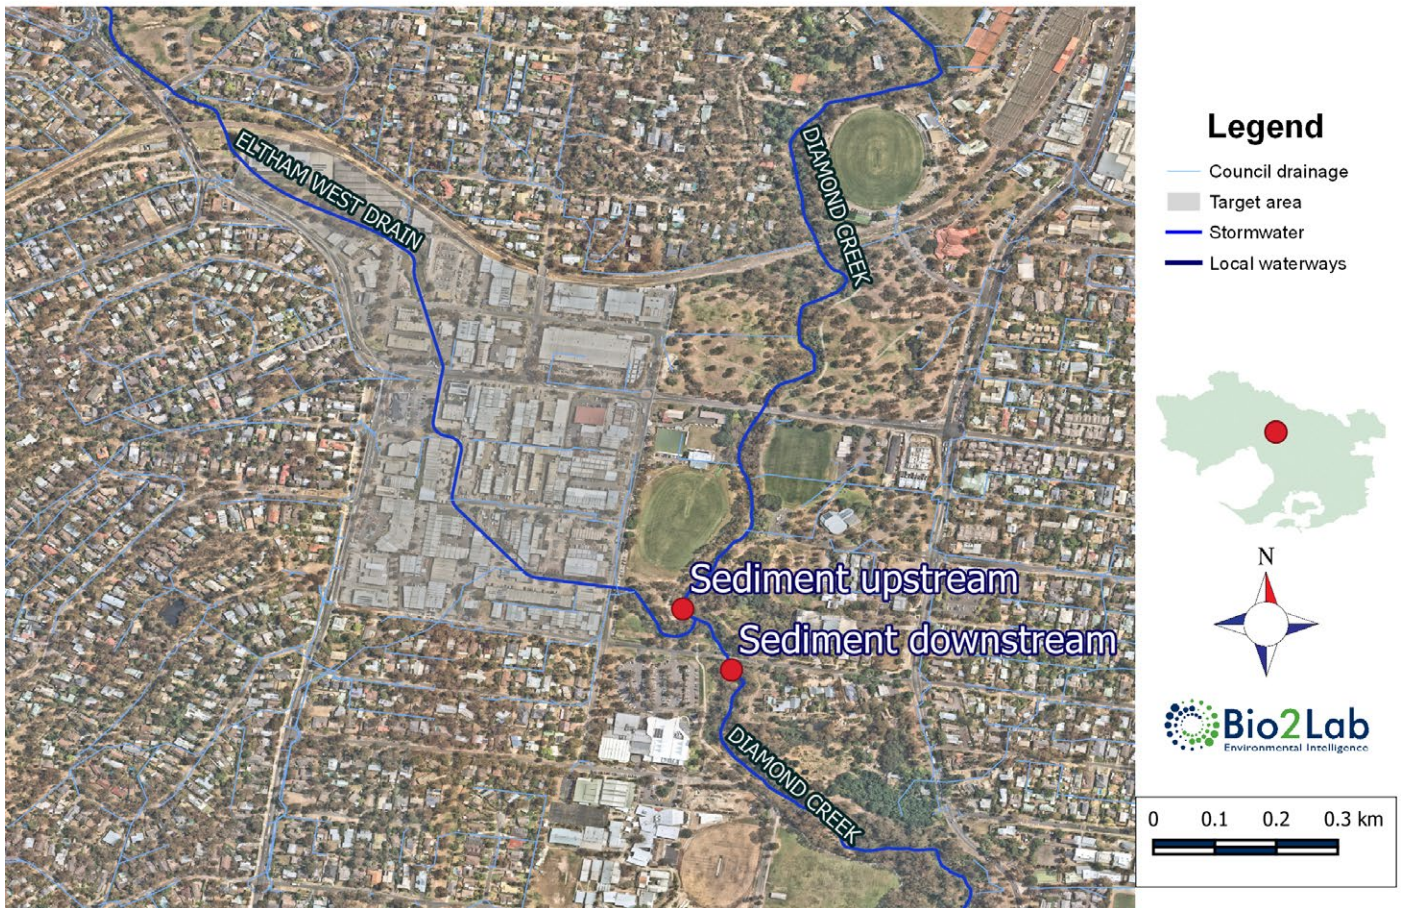 ELTHAM WEST DRAIN
DIAMOND CREEK
Sediment upstream
Sediment downstream
DIAMOND CREEK
Legend
Council drainage
Target area
Stormwater
Local waterways
N
Bio2Lab
Environmental Intelligence
0 0.1 0.2 0.3 km